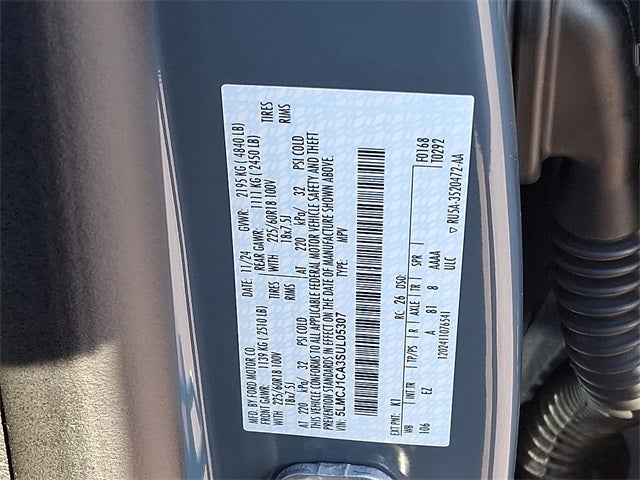 MFD. BY FORD MOTOR CO.
DATE: 11/24 GVWR: 2195 KG ( 4840 LB)
FRONT GAWR: 1139 KG ( 2510 LB) REAR GAWR: 1111 KG ( 2450 LB)
225/60R18 100V TIRES WITH 225/60R18 100V TIRES
18x7.5J RIMS 18x7.5J RIMS
AT 220 kPa/ 32 PSI COLD AT 220 kPa/ 32 PSI COLD
THIS VEHICLE CONFORMS TO ALL APPLICABLE FEDERAL MOTOR VEHICLE SAFETY AND THEFT
PREVENTION STANDARDS IN EFFECT ON THE DATE OF MANUFACTURE SHOWN ABOVE.
VIN: 5LMCJ1CA3SUL05307 TYPE: MPV
EXT PNT: K1 RC: 26 DSO: F0168
WB INT TR TP/PS R AXLE TR SPR T0292
106 EZ A 81 8 AAAA
120241107654I ULC
▽ RU5A-3520472-AA